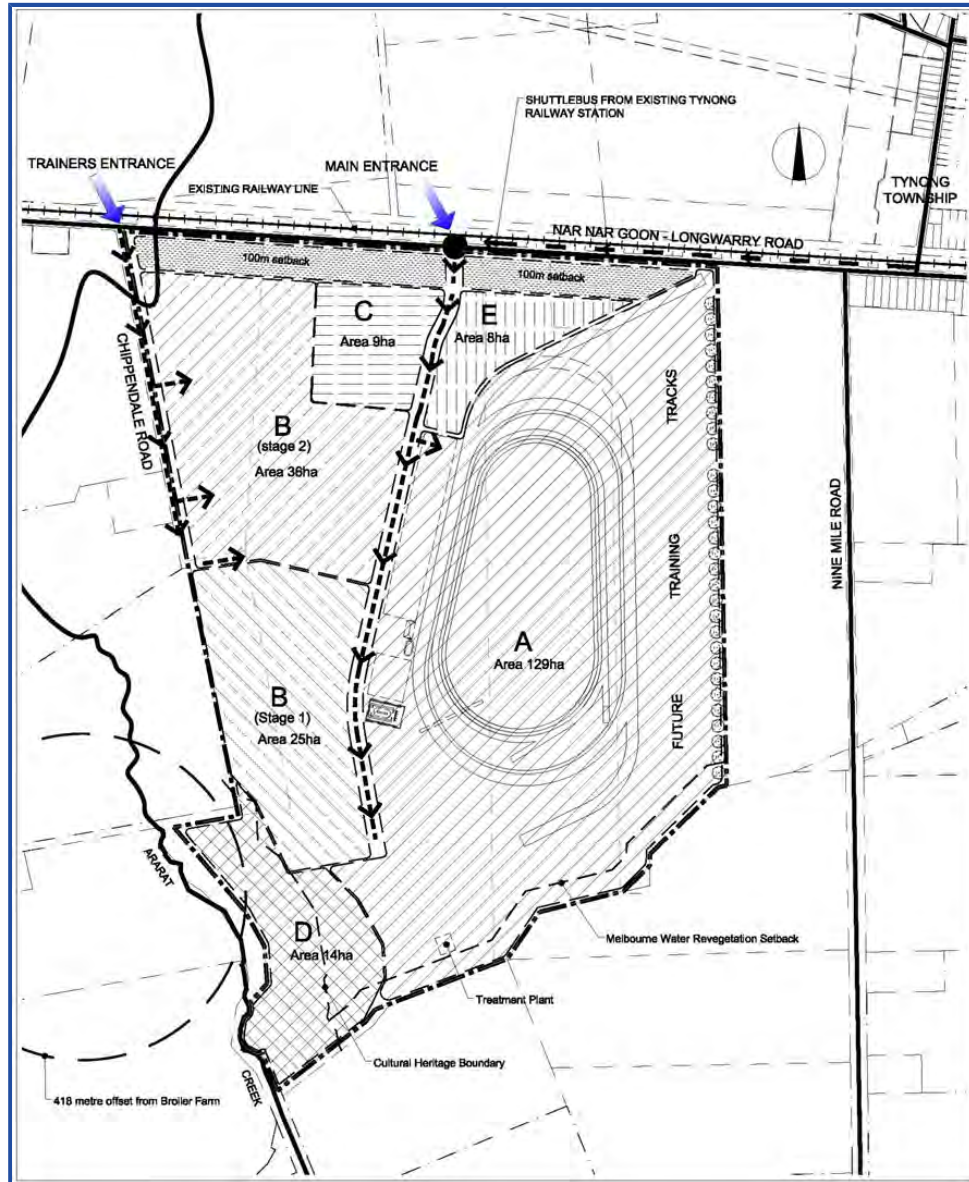 SHUTTLEBUS FROM EXISTING TYNONG
RAILWAY STATION
TRAINERS ENTRANCE
MAIN ENTRANCE
EXISTING RAILWAY LINE
TYNONG
TOWNSHIP
NAR NAR GOON - LONGWARRY ROAD
100m setback
100m setback
C
Area 9ha
E
Area 8ha
CHIPPENDALE ROAD
B
(stage 2)
Area 36ha
TRACKS
TRAINING
FUTURE
NINE MILE ROAD
A
Area 129ha
B
(Stage 1)
Area 25ha
ARARAT
CREEK
D
Area 14ha
Melbourne Water Revegetation Setback
Treatment Plant
Cultural Heritage Boundary
418 metre offset from Broiler Farm